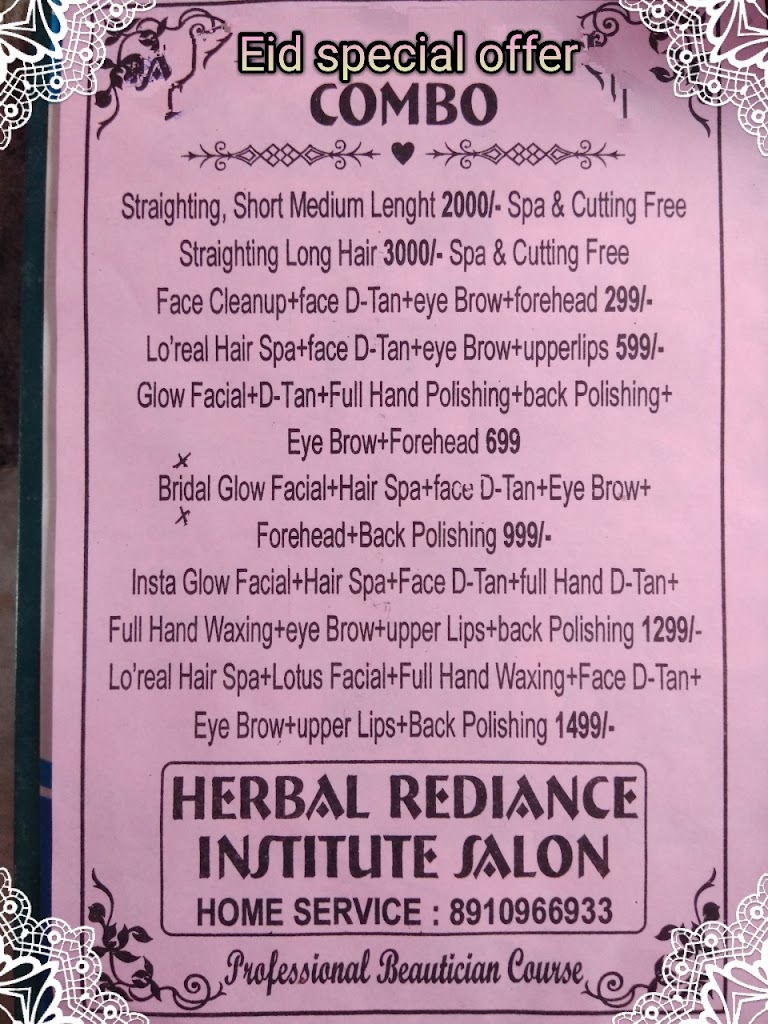 Eid special offer
COMBO
Straighting, Short Medium Lenght 2000/- Spa & Cutting Free
Straighting Long Hair 3000/- Spa & Cutting Free
Face Cleanup+face D-Tan+eye Brow+forehead 299/-
Lo'real Hair Spa+face D-Tan+eye Brow+upperlips 599/-
Glow Facial+D-Tan+Full Hand Polishing+back Polishing+
Eye Brow+Forehead 699
Bridal Glow Facial+Hair Spa+face D-Tan+Eye Brow+
Forehead+Back Polishing 999/-
Insta Glow Facial+Hair Spa+Face D-Tan+full Hand D-Tan+
Full Hand Waxing+eye Brow+upper Lips+back Polishing 1299/-
Lo'real Hair Spa+Lotus Facial+Full Hand Waxing+Face D-Tan+
Eye Brow+upper Lips+Back Polishing 1499/-
HERBAL REDIANCE
INSTITUTE SALON
HOME SERVICE : 8910966933
Professional Beautician Course